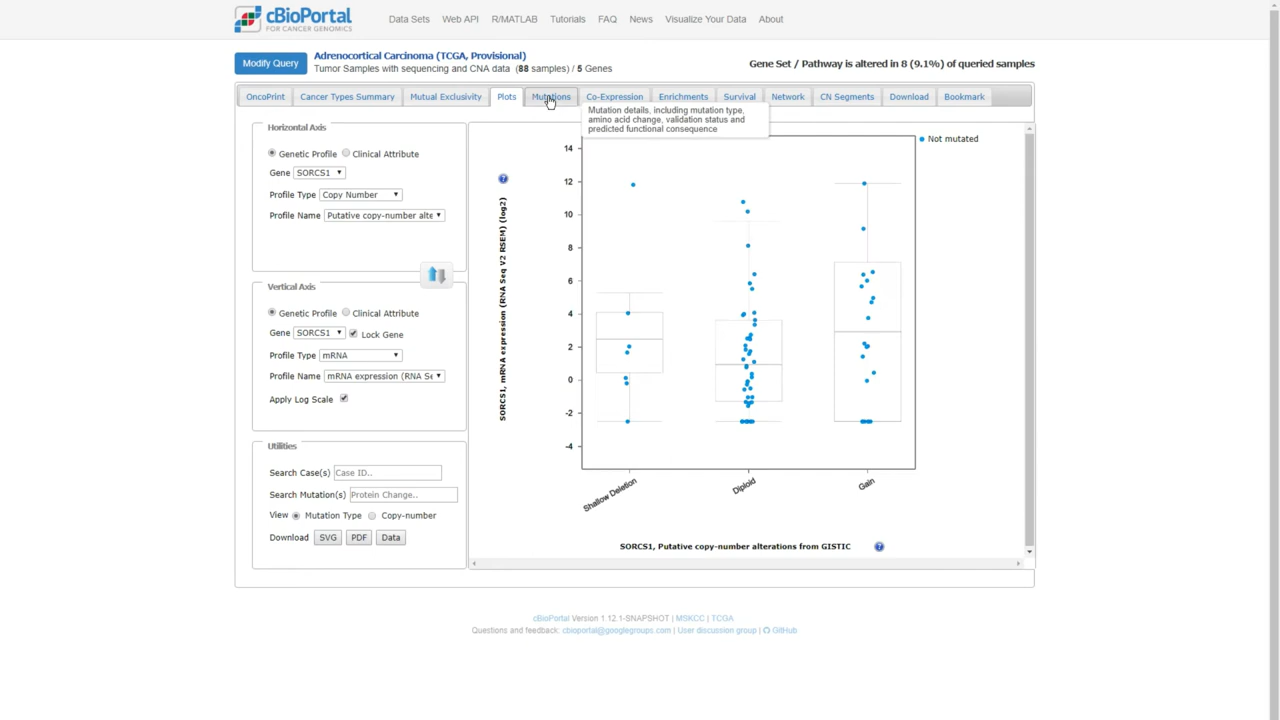 cBioPortal
FOR CANCER GENOMICS
Data Sets Web API R/MATLAB Tutorials FAQ News Visualize Your Data About
Modify Query
Adrenocortical Carcinoma (TCGA, Provisional)
Tumor Samples with sequencing and CNA data (88 samples) / 5 Genes
Gene Set / Pathway is altered in 8 (9.1%) of queried samples
OncoPrint Cancer Types Summary Mutual Exclusivity Plots Mutations Co-Expression Enrichments Survival Network CN Segments Download Bookmark
Mutation details, including mutation type,
amino acid change, validation status and
predicted functional consequence
Horizontal Axis
Genetic Profile Clinical Attribute
Gene SORCS1
Profile Type Copy Number
Profile Name Putative copy-number alte
Vertical Axis
Genetic Profile Clinical Attribute
Gene SORCS1 Lock Gene
Profile Type mRNA
Profile Name mRNA expression (RNA Se
Apply Log Scale
Utilities
Search Case(s) Case ID..
Search Mutation(s) Protein Change..
View Mutation Type Copy-number
Download SVG PDF Data
SORCS1, mRNA expression (RNA Seq V2 RSEM) (log2)
14
12
10
8
6
4
2
0
-2
-4
Not mutated
Shallow Deletion
Diploid
Gain
SORCS1, Putative copy-number alterations from GISTIC
cBioPortal Version 1.12.1-SNAPSHOT | MSKCC | TCGA
Questions and feedback: cbioportal@googlegroups.com | User discussion group | GitHub